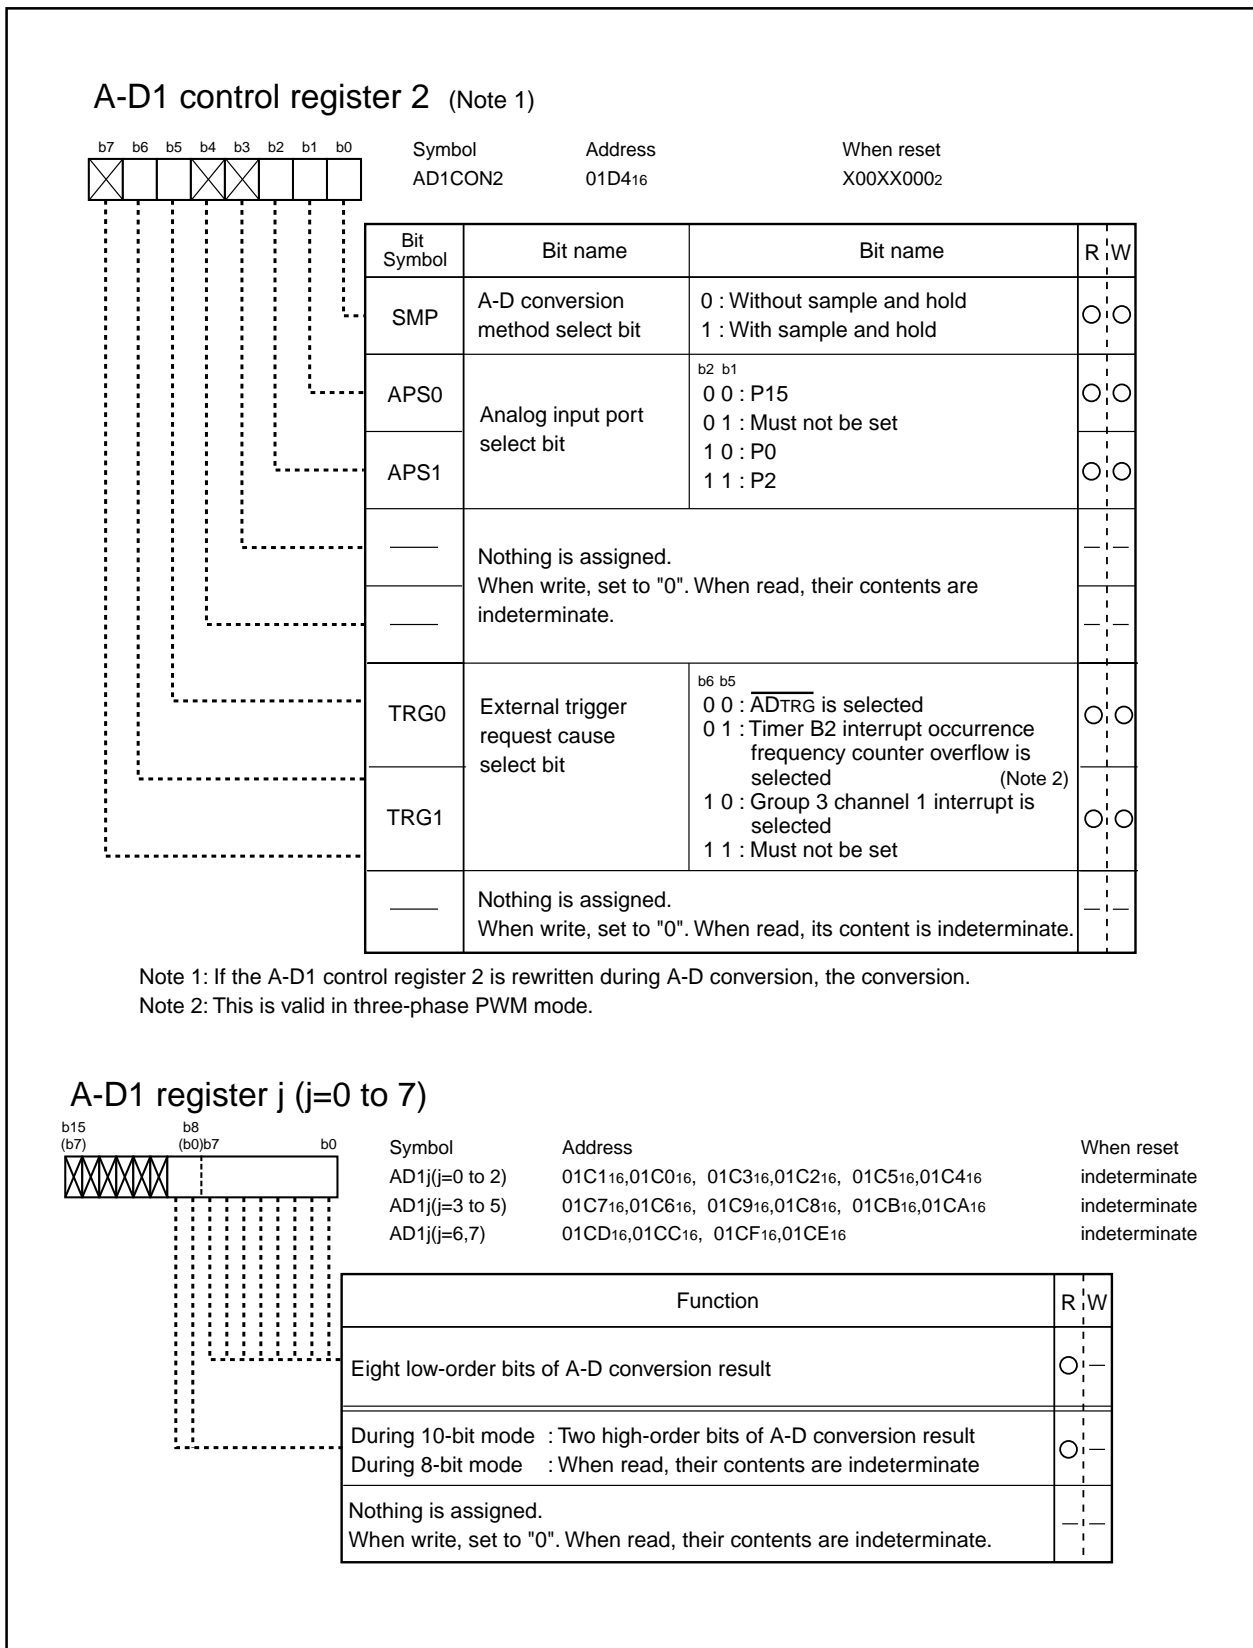 A-D1 control register 2 (Note 1)
b7 b6 b5 b4 b3 b2 b1 b0
Symbol Address When reset
AD1CON2 01D416 X00XX0002
Bit Symbol Bit name Bit name R W
SMP
A-D conversion
method select bit
0 : Without sample and hold
1 : With sample and hold
APS0
APS1
Analog input port
select bit
b2 b1
0 0 : P15
0 1 : Must not be set
1 0 : P0
1 1 : P2
Nothing is assigned.
When write, set to "0". When read, their contents are
indeterminate.
TRG0
TRG1
External trigger
request cause
select bit
b6 b5
0 0 : ADTRG is selected
0 1 : Timer B2 interrupt occurrence
frequency counter overflow is
selected (Note 2)
1 0 : Group 3 channel 1 interrupt is
selected
1 1 : Must not be set
Nothing is assigned.
When write, set to "0". When read, its content is indeterminate.
Note 1: If the A-D1 control register 2 is rewritten during A-D conversion, the conversion.
Note 2: This is valid in three-phase PWM mode.
A-D1 register j (j=0 to 7)
b15 b8
(b7) (b0)b7 b0
Symbol Address When reset
AD1j(j=0 to 2) 01C116,01C016, 01C316,01C216, 01C516,01C416 indeterminate
AD1j(j=3 to 5) 01C716,01C616, 01C916,01C816, 01CB16,01CA16 indeterminate
AD1j(j=6,7) 01CD16,01CC16, 01CF16,01CE16 indeterminate
Function R W
Eight low-order bits of A-D conversion result
During 10-bit mode : Two high-order bits of A-D conversion result
During 8-bit mode : When read, their contents are indeterminate
Nothing is assigned.
When write, set to "0". When read, their contents are indeterminate.